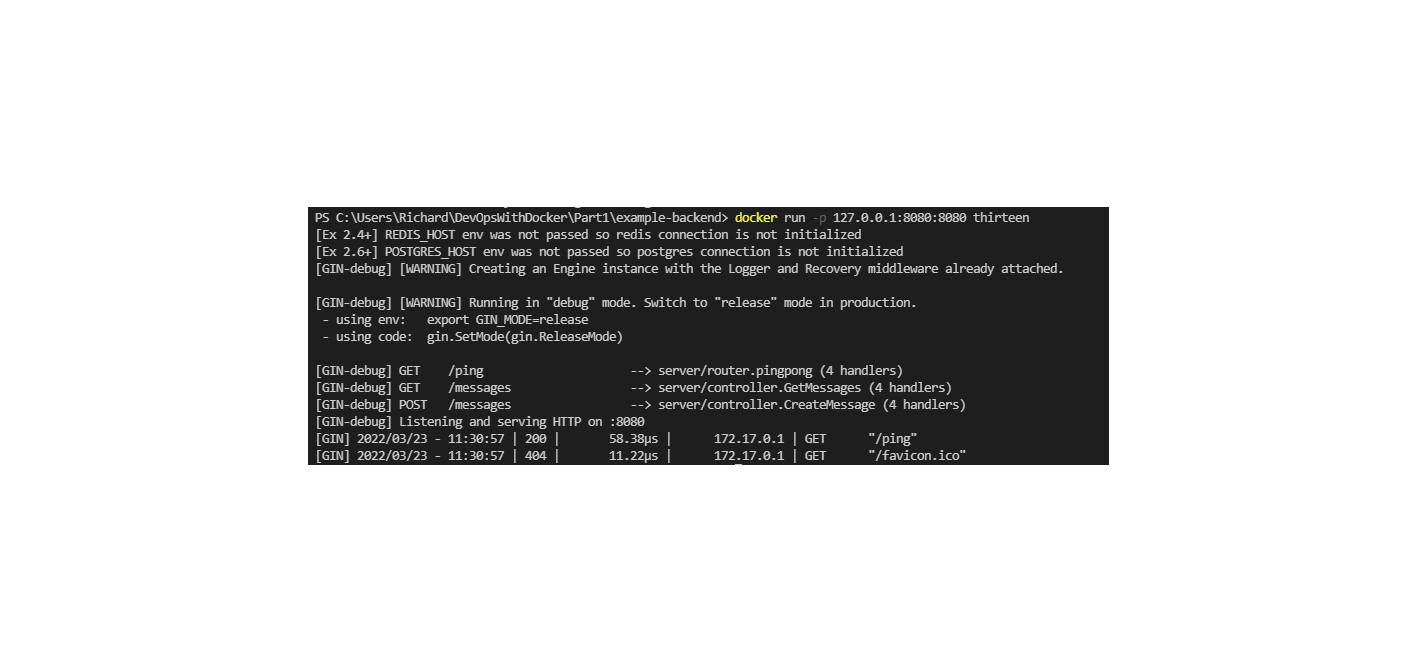 PS C:\Users\Richard\DevOpsWithDocker\Part1\example-backend> docker run -p 127.0.0.1:8080:8080 thirteen
[Ex 2.4+] REDIS_HOST env was not passed so redis connection is not initialized
[Ex 2.6+] POSTGRES_HOST env was not passed so postgres connection is not initialized
[GIN-debug] [WARNING] Creating an Engine instance with the Logger and Recovery middleware already attached.
[GIN-debug] [WARNING] Running in "debug" mode. Switch to "release" mode in production.
 - using env:   export GIN_MODE=release
 - using code:  gin.SetMode(gin.ReleaseMode)
[GIN-debug] GET    /ping                     --> server/router.pingpong (4 handlers)
[GIN-debug] GET    /messages                 --> server/controller.GetMessages (4 handlers)
[GIN-debug] POST   /messages                 --> server/controller.CreateMessage (4 handlers)
[GIN-debug] Listening and serving HTTP on :8080
[GIN] 2022/03/23 - 11:30:57 | 200 |       58.38µs |      172.17.0.1 | GET      "/ping"
[GIN] 2022/03/23 - 11:30:57 | 404 |       11.22µs |      172.17.0.1 | GET      "/favicon.ico"